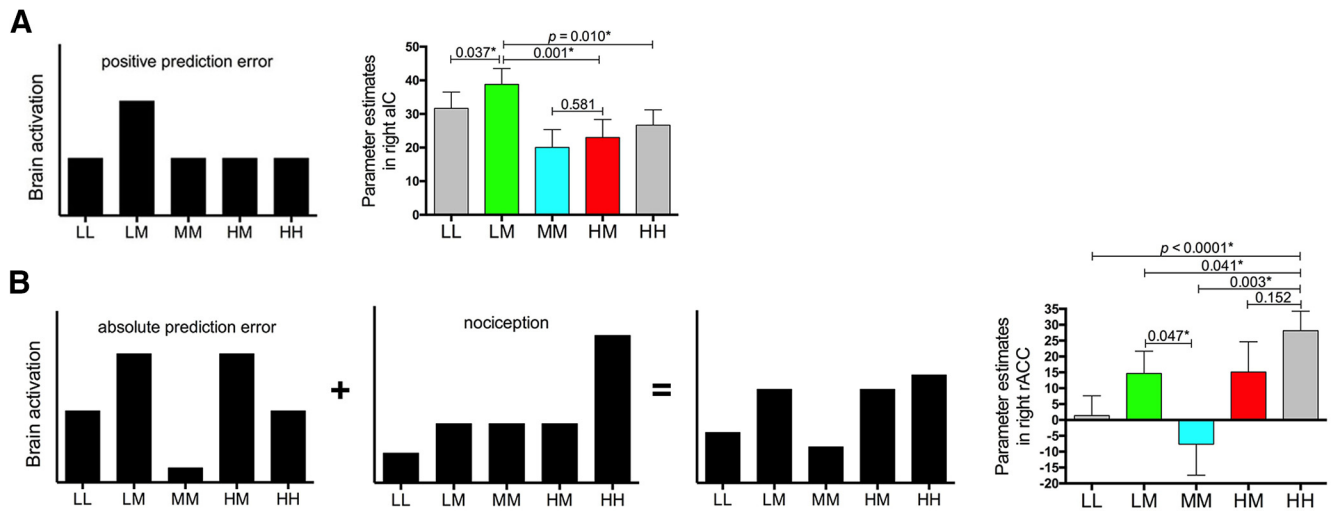 A
Brain activation
positive prediction error
LL LM MM HM HH
Parameter estimates
in right aIC
50
40
30
20
10
0
p = 0.010*
0.037* 0.001*
0.581
LL LM MM HM HH
B
Brain activation
absolute prediction error
LL LM MM HM HH
+
nociception
LL LM MM HM HH
=
LL LM MM HM HH
Parameter estimates
in right rACC
35
30
25
20
15
10
5
0
-5
-10
-15
-20
p < 0.0001*
0.041*
0.003*
0.152
0.047*
LL LM MM HM HH